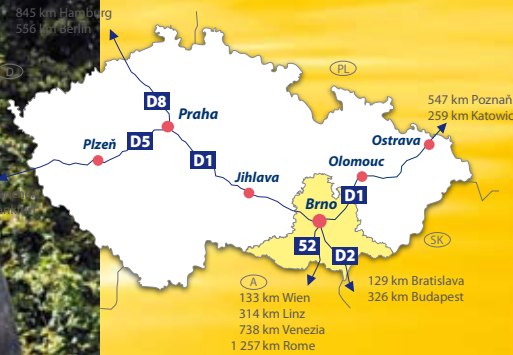 845 km Hamburg
556 km Berlin
D
PL
547 km Poznań
259 km Katowic
D8
Praha
Ostrava
Plzeň
D5
D1
Olomouc
Jihlava
D1
Brno
52
D2
SK
A
129 km Bratislava
326 km Budapest
133 km Wien
314 km Linz
738 km Venezia
1 257 km Rome